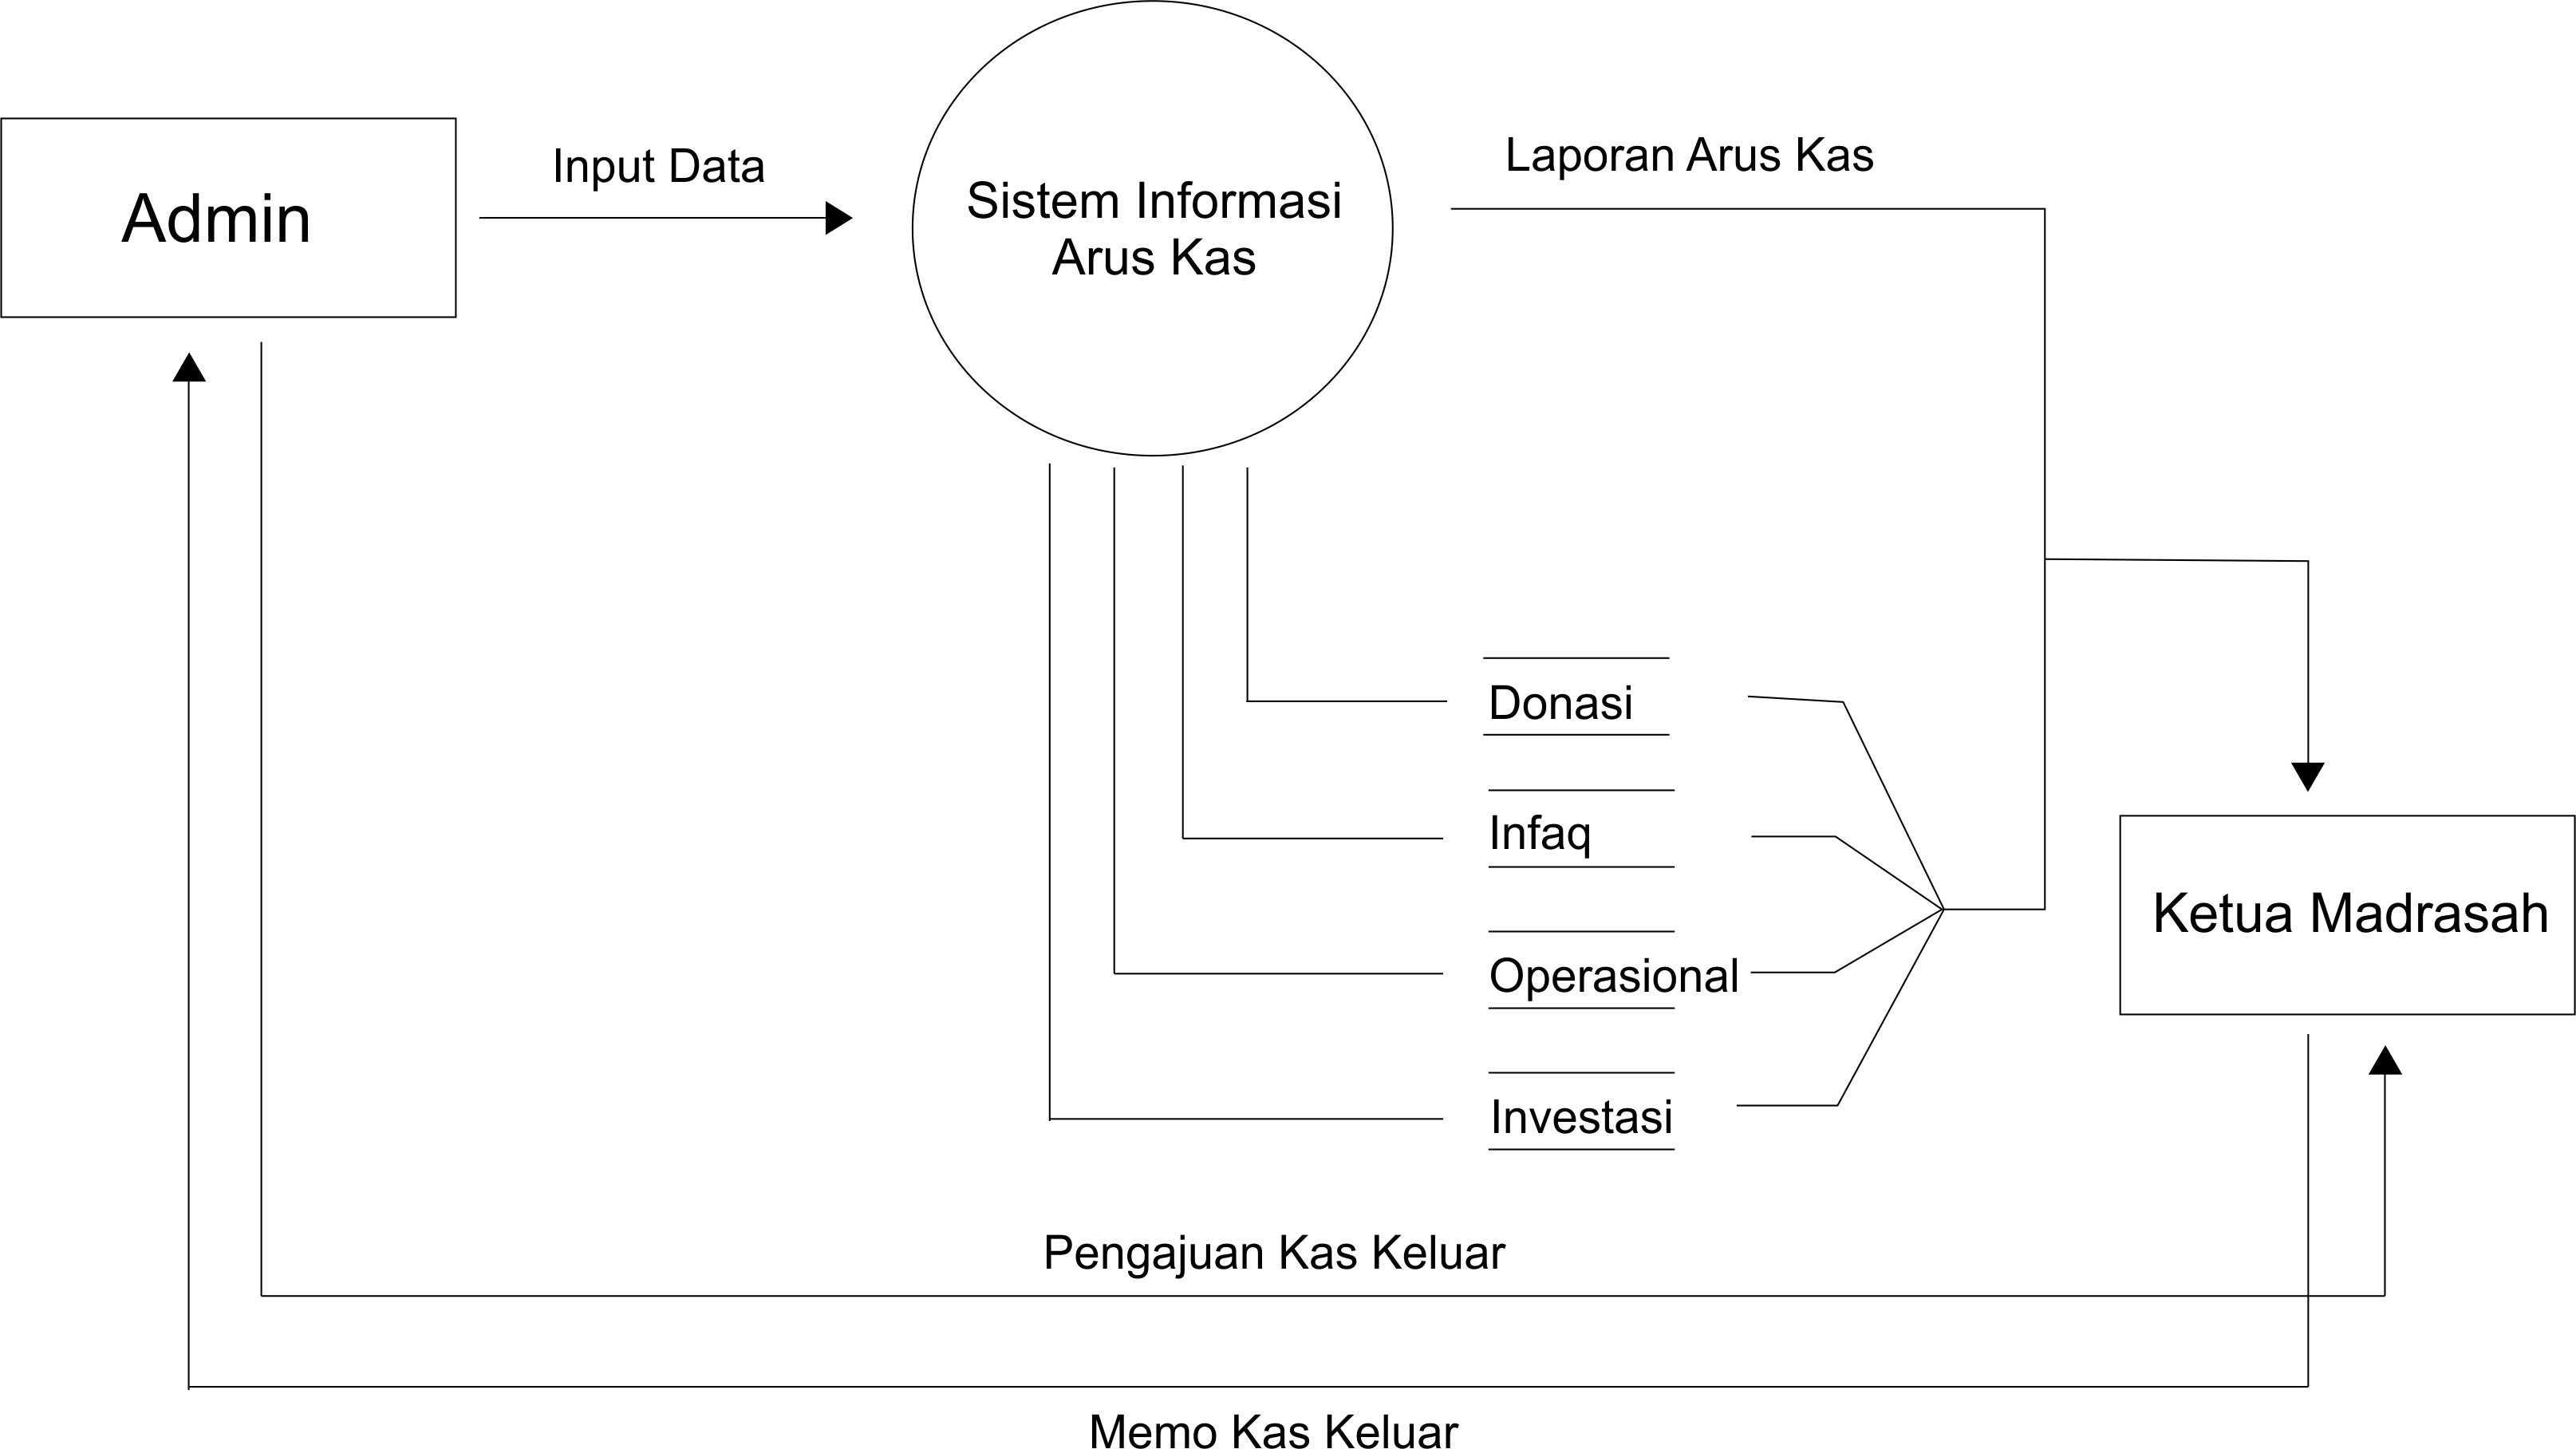 Admin
Input Data
Sistem Informasi
Arus Kas
Laporan Arus Kas
Donasi
Infaq
Operasional
Investasi
Ketua Madrasah
Pengajuan Kas Keluar
Memo Kas Keluar